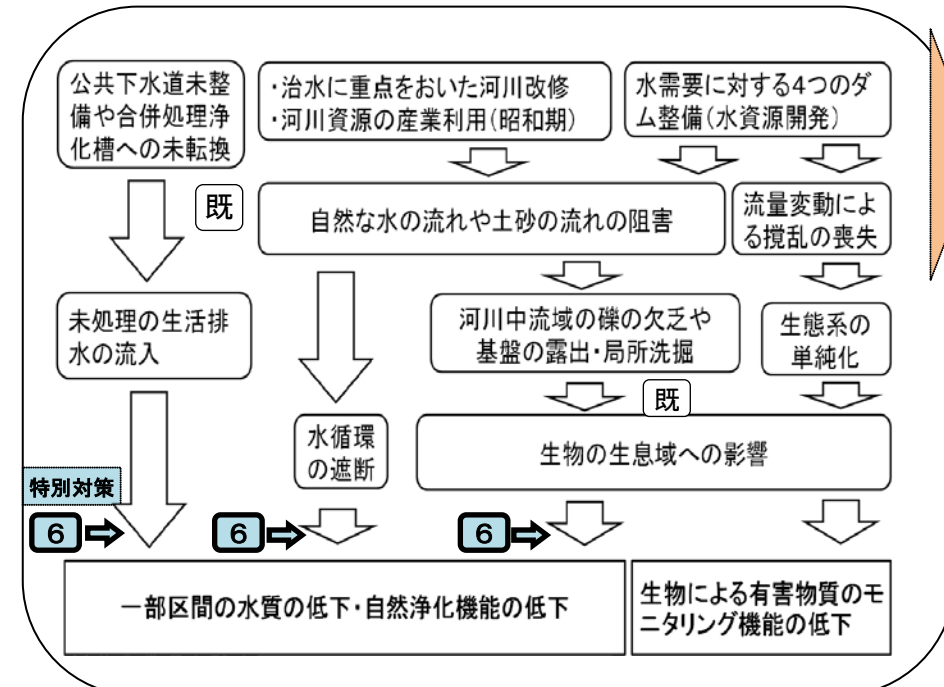 公共下水道未整
備や合併処理浄
化槽への未転換
・治水に重点をおいた河川改修
・河川資源の産業利用(昭和期)
水需要に対する4つのダ
ム整備(水資源開発)
既
自然な水の流れや土砂の流れの阻害
流量変動によ
る撹乱の喪失
未処理の生活排
水の流入
河川中流域の礫の欠乏や
基盤の露出・局所洗掘
生態系の
単純化
既
水循環
の遮断
生物の生息域への影響
特別対策
6
6
6
一部区間の水質の低下・自然浄化機能の低下
生物による有害物質のモ
ニタリング機能の低下